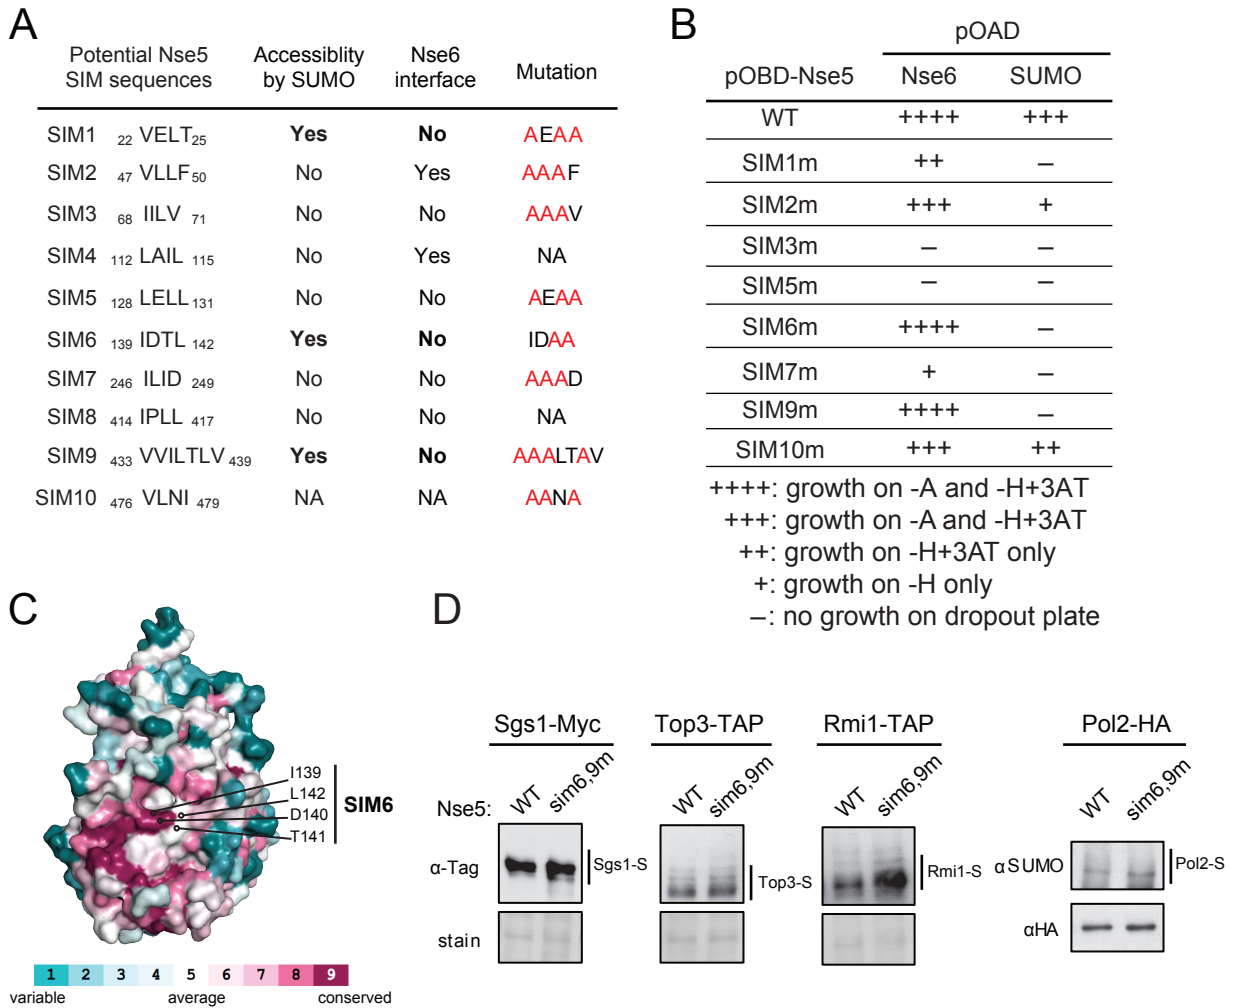 A
Potential Nse5 SIM sequences Accessiblity by SUMO Nse6 interface Mutation
SIM1 22 VELT25 Yes No AEAA
SIM2 47 VLLF50 No Yes AAAF
SIM3 68 IILV 71 No No AAAV
SIM4 112 LAIL 115 No Yes NA
SIM5 128 LELL131 No No AEAA
SIM6 139 IDTL 142 Yes No IDAA
SIM7 246 ILID 249 No No AAAD
SIM8 414 IPLL 417 No No NA
SIM9 433 VVILTLV 439 Yes No AAALTAV
SIM10 476 VLNI 479 NA NA AANA
B
pOAD
pOBD-Nse5 Nse6 SUMO
WT ++++ +++
SIM1m ++ –
SIM2m +++ +
SIM3m – –
SIM5m – –
SIM6m ++++ –
SIM7m + –
SIM9m ++++ –
SIM10m +++ ++
++++: growth on -A and -H+3AT
+++: growth on -A and -H+3AT
++: growth on -H+3AT only
+: growth on -H only
–: no growth on dropout plate
C
I139
L142
D140
T141
SIM6
1 2 3 4 5 6 7 8 9
variable average conserved
D
Sgs1-Myc Top3-TAP Rmi1-TAP Pol2-HA
Nse5: WT sim6,9m WT sim6,9m WT sim6,9m WT sim6,9m
α-Tag Sgs1-S Top3-S Rmi1-S αSUMO Pol2-S
stain αHA